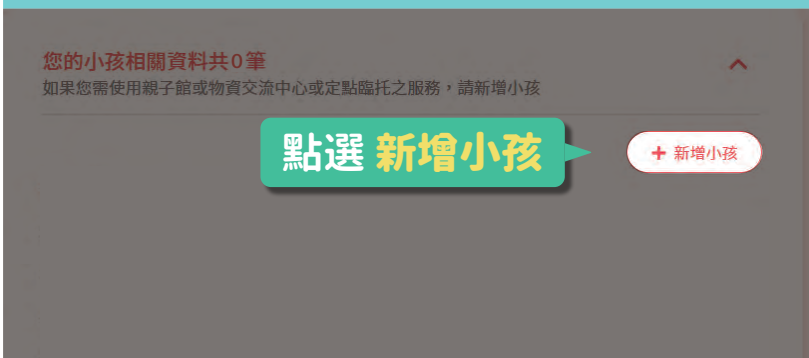 您的小孩相關資料共0筆
如果您需使用親子館或物資交流中心或定點臨托之服務，請新增小孩
點選 新增小孩
+ 新增小孩